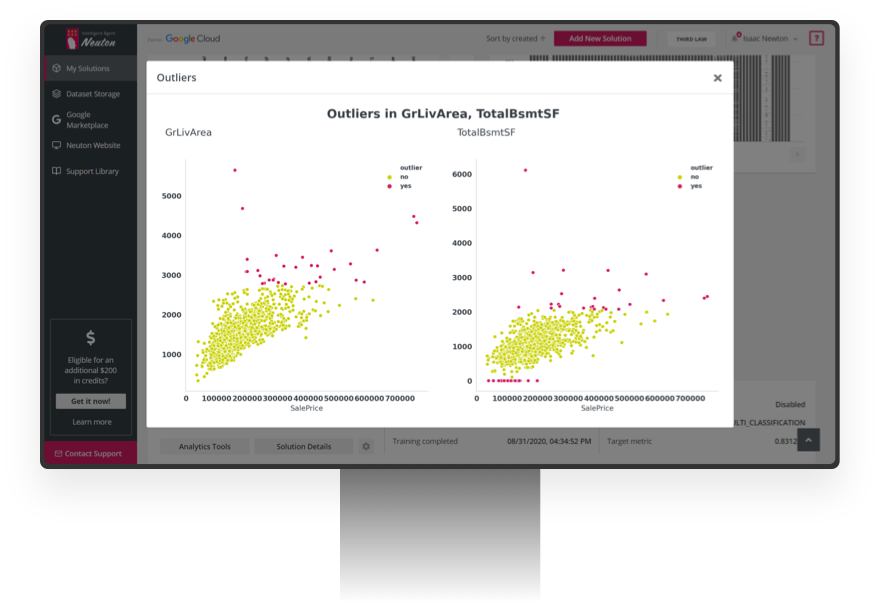 Intelligent Agent
Neuton
Google Cloud
Sort by created
Add New Solution
THIRD LAW
Isaac Newton
?
My Solutions
Dataset Storage
Google
Marketplace
Neuton Website
Support Library
$
Eligible for an
additional $200
in credits?
Get it now!
Learn more
Contact Support
Outliers
×
Outliers in GrLivArea, TotalBsmtSF
GrLivArea
outlier
no
yes
5000
4000
3000
2000
1000
0 100000 200000 300000 400000 500000 600000 700000
SalePrice
TotalBsmtSF
outlier
no
yes
6000
5000
4000
3000
2000
1000
0
0 100000 200000 300000 400000 500000 600000 700000
SalePrice
Disabled
LTI_CLASSIFICATION
Analytics Tools
Solution Details
Training completed
08/31/2020, 04:34:52 PM
Target metric
0.8312